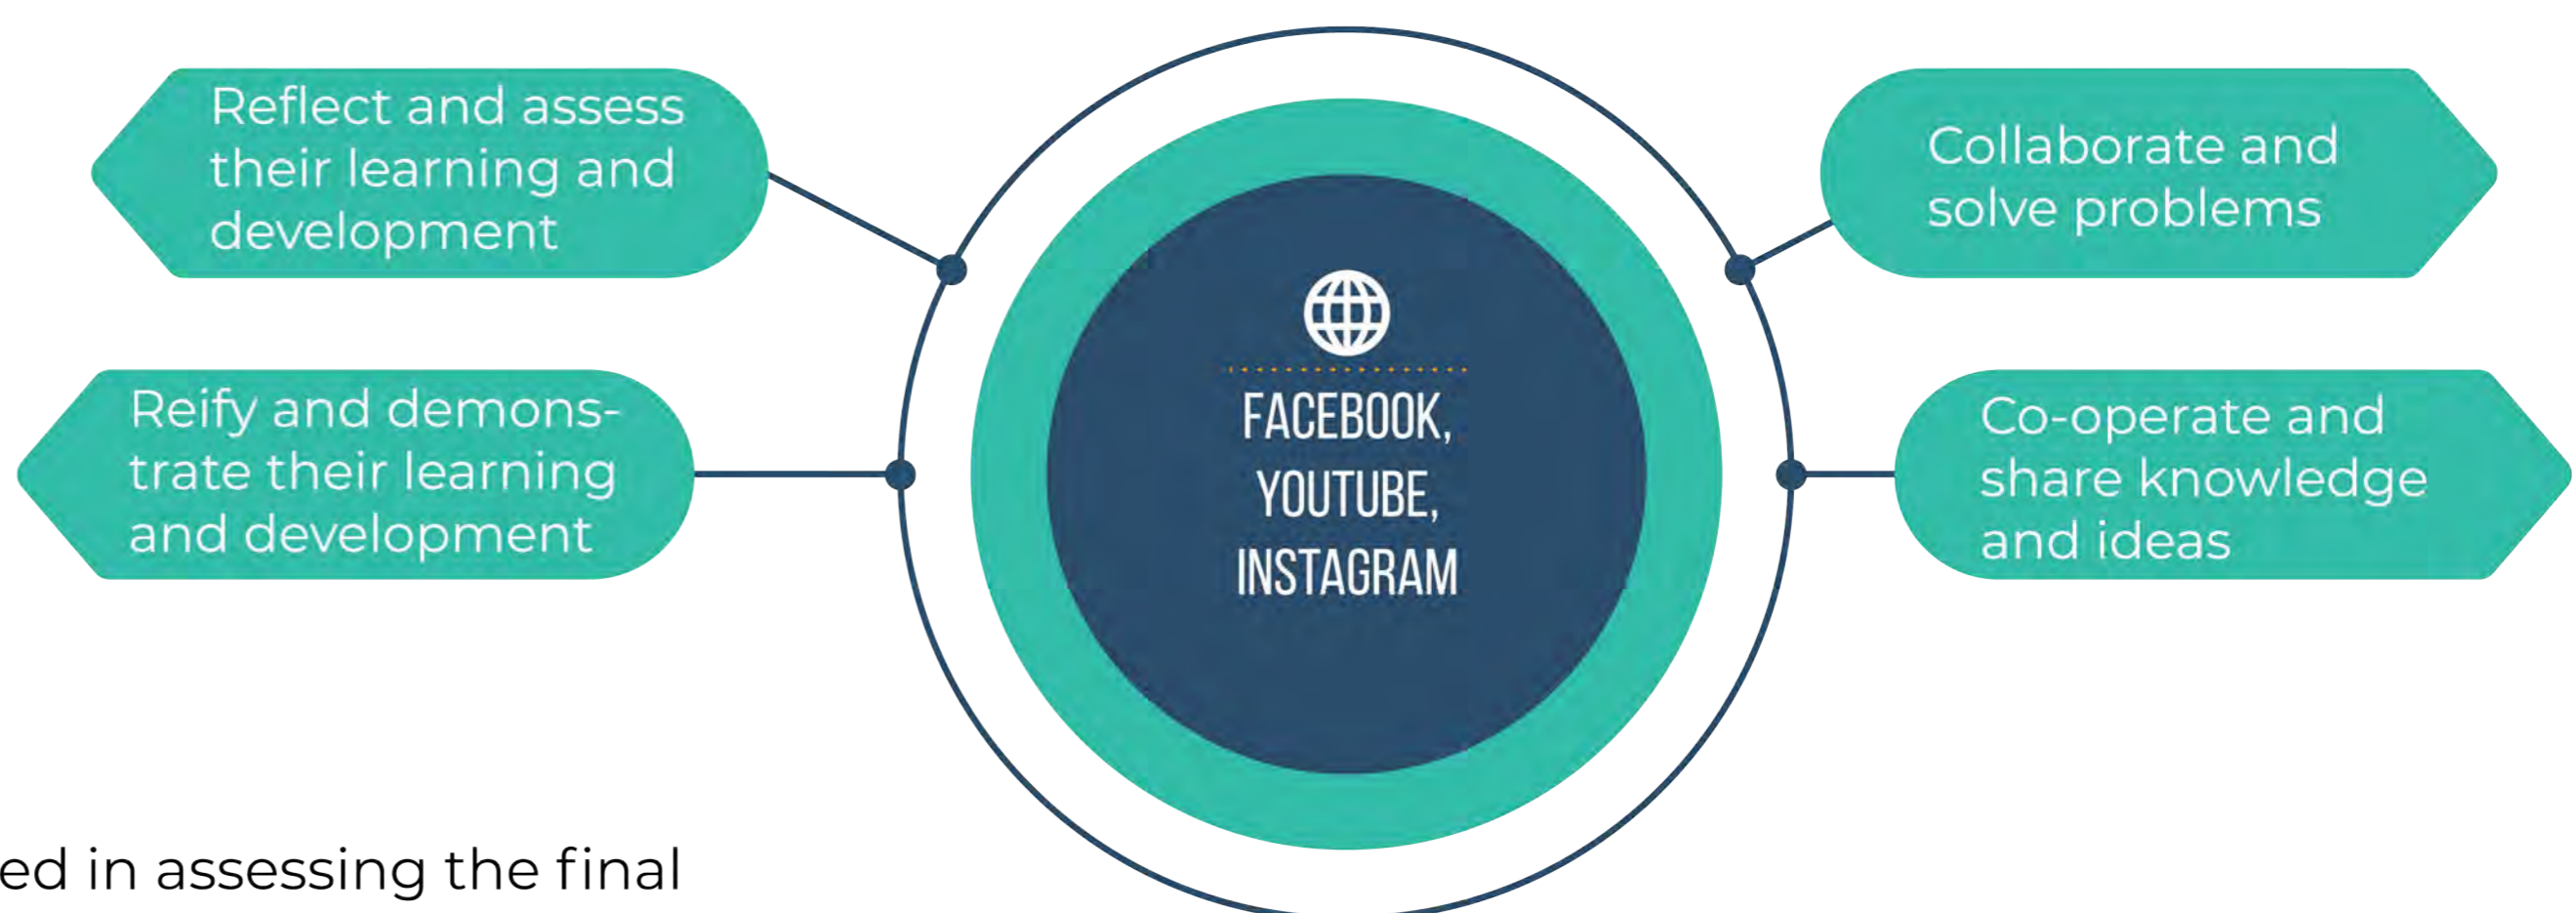 Reflect and assess
their learning and
development
Reify and demons-
trate their learning
and development
FACEBOOK,
YOUTUBE,
INSTAGRAM
Collaborate and
solve problems
Co-operate and
share knowledge
and ideas
ed in assessing the final